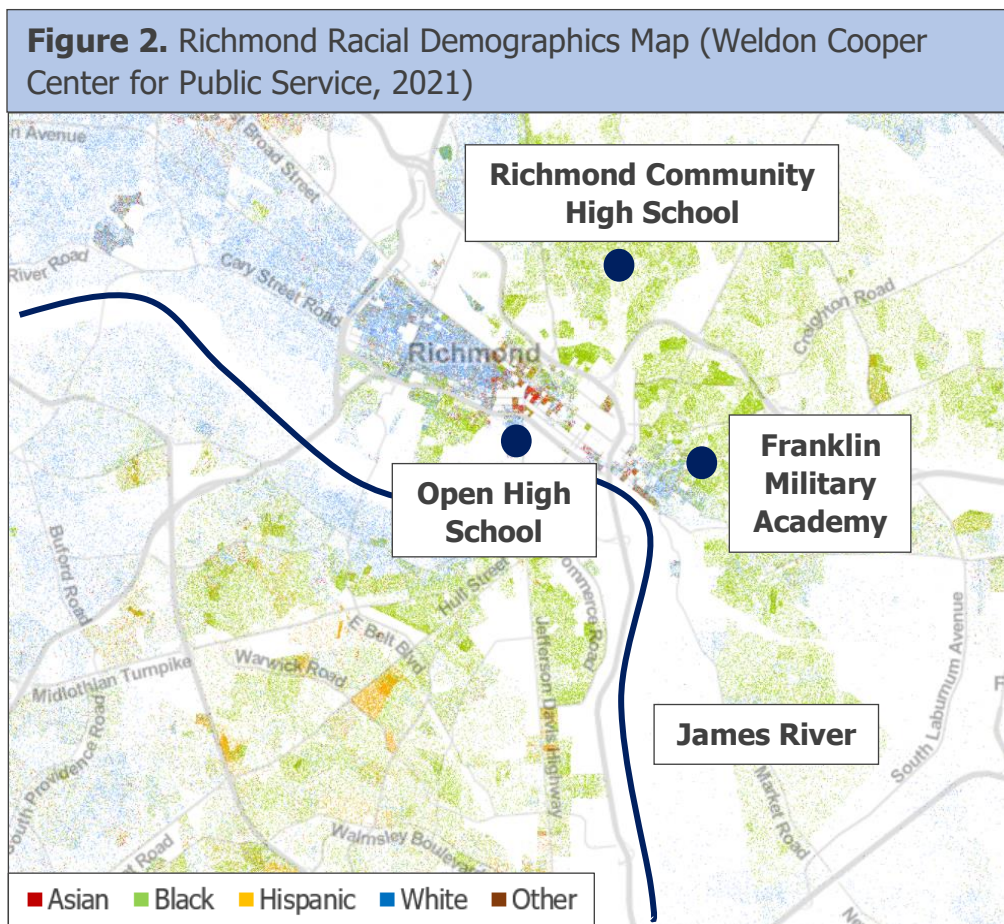 Figure 2. Richmond Racial Demographics Map (Weldon Cooper
Center for Public Service, 2021)
Avenue
Broad Street
Richmond Community
High School
River Road
Cary Street Road
Creighton Road
Richmond
Franklin
Military
Academy
Open High
School
Buford Road
Hull Street
ommerce Road
E Belt Blvd
Jefferson Davis Highway
Warwick Road
Midlothian Turnpike
James River
South Laburnum Avenue
South Providence Road
Market Road
Walmsley Boulevard
Road
Asian Black Hispanic White Other